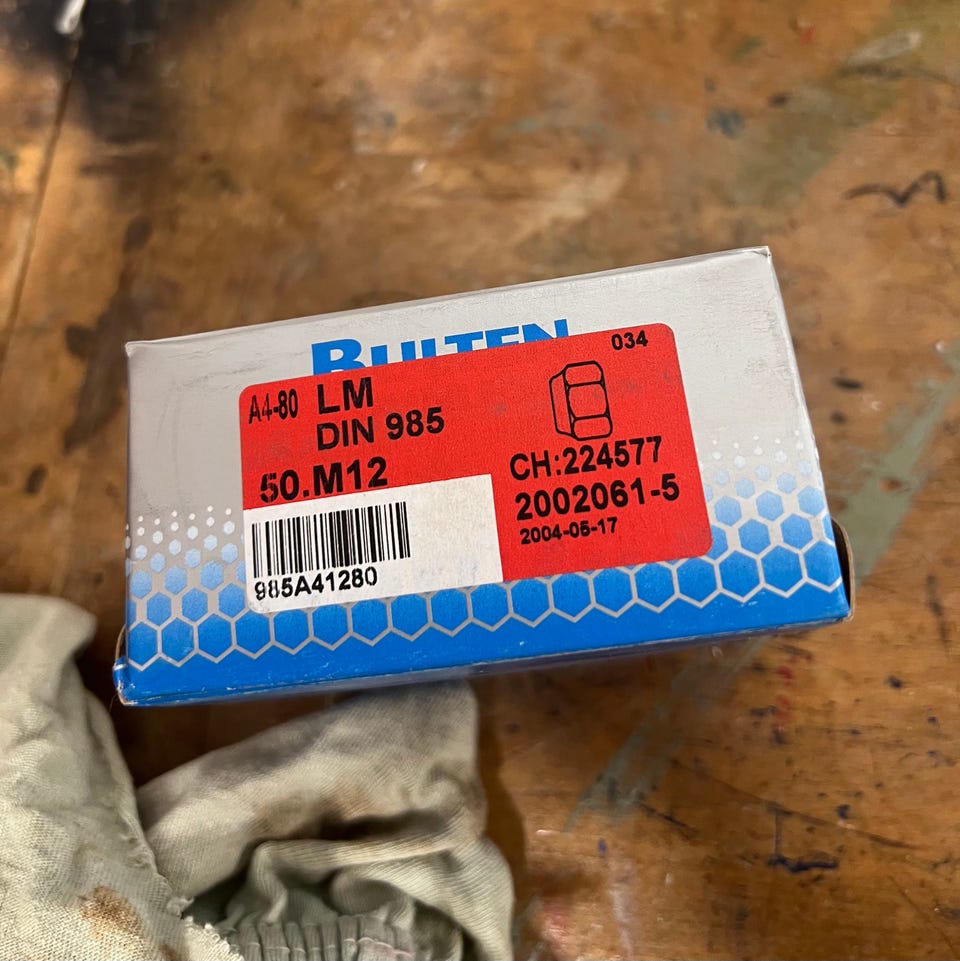 BULTEN
034
A4-80 LM
DIN 985
50.M12
CH:224577
2002061-5
2004-05-17
985A41280